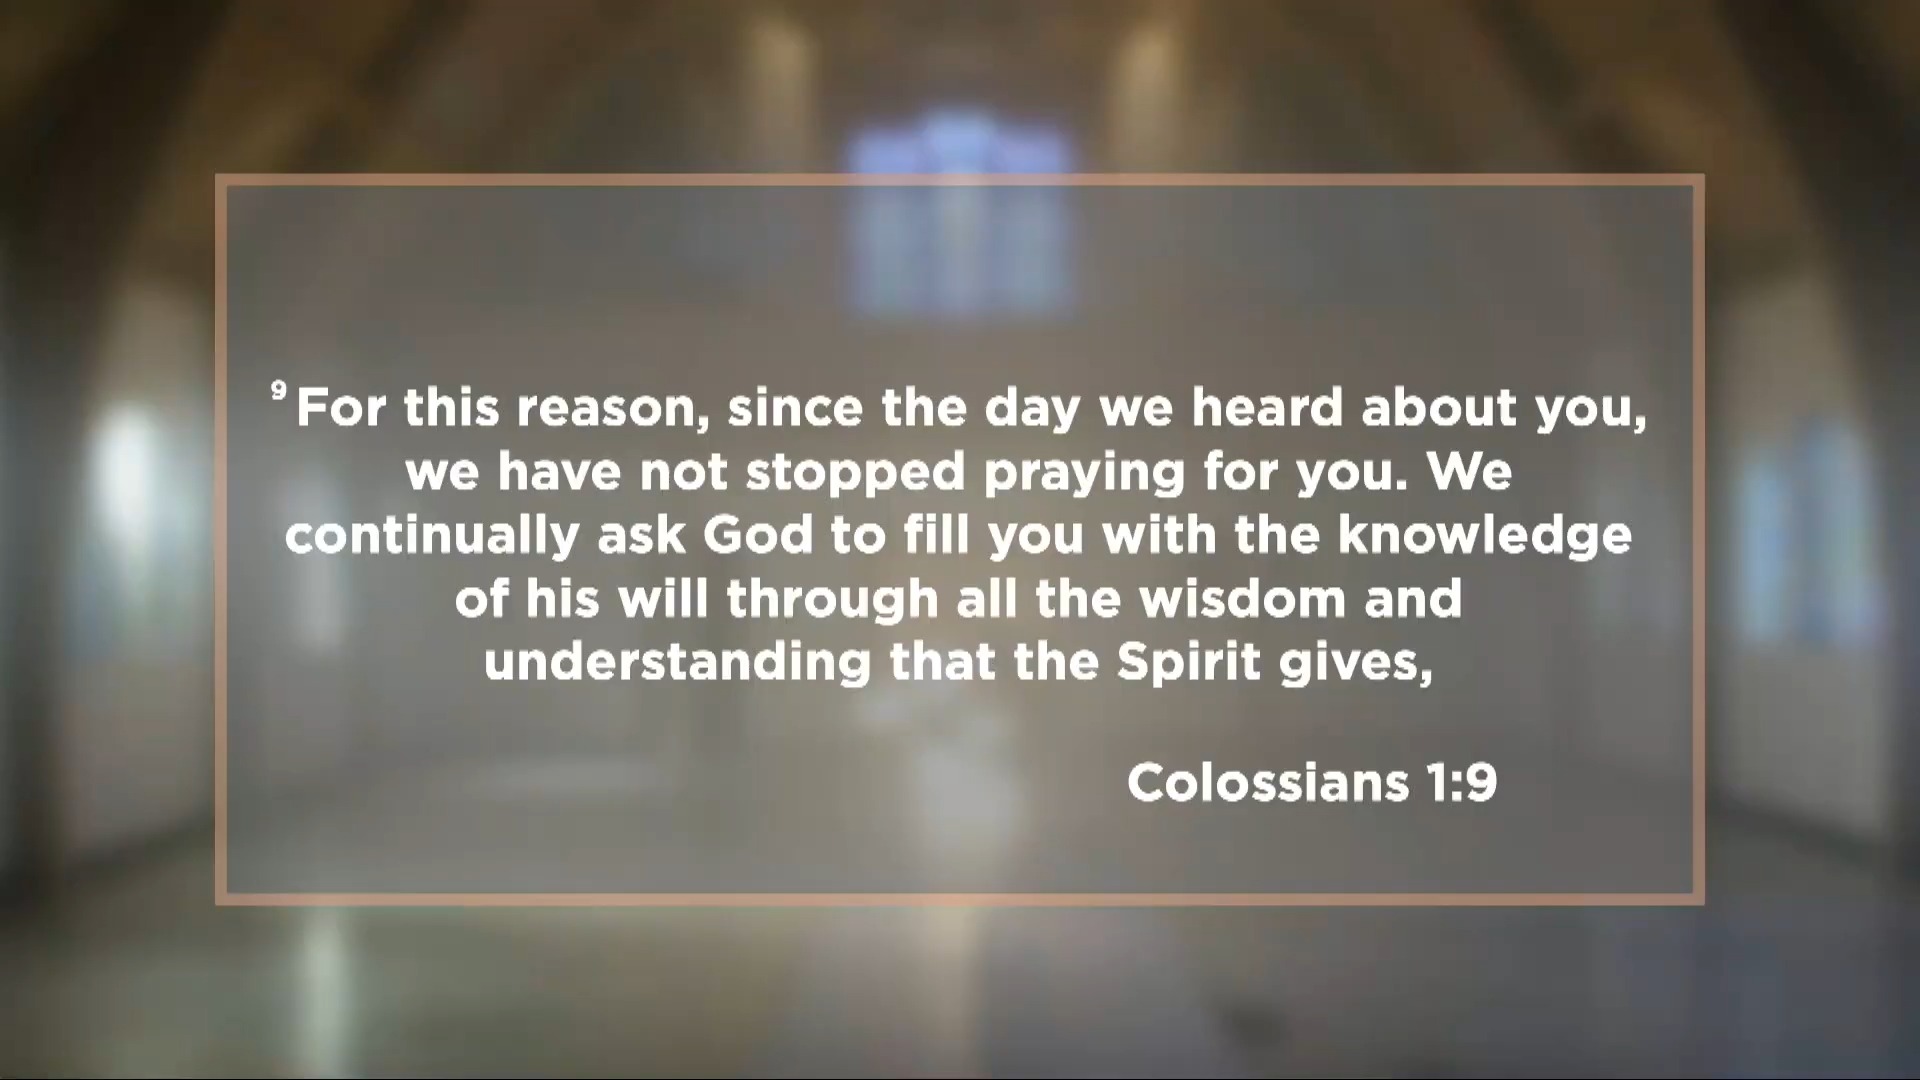 ⁹ For this reason, since the day we heard about you,
we have not stopped praying for you. We
continually ask God to fill you with the knowledge
of his will through all the wisdom and
understanding that the Spirit gives,
Colossians 1:9